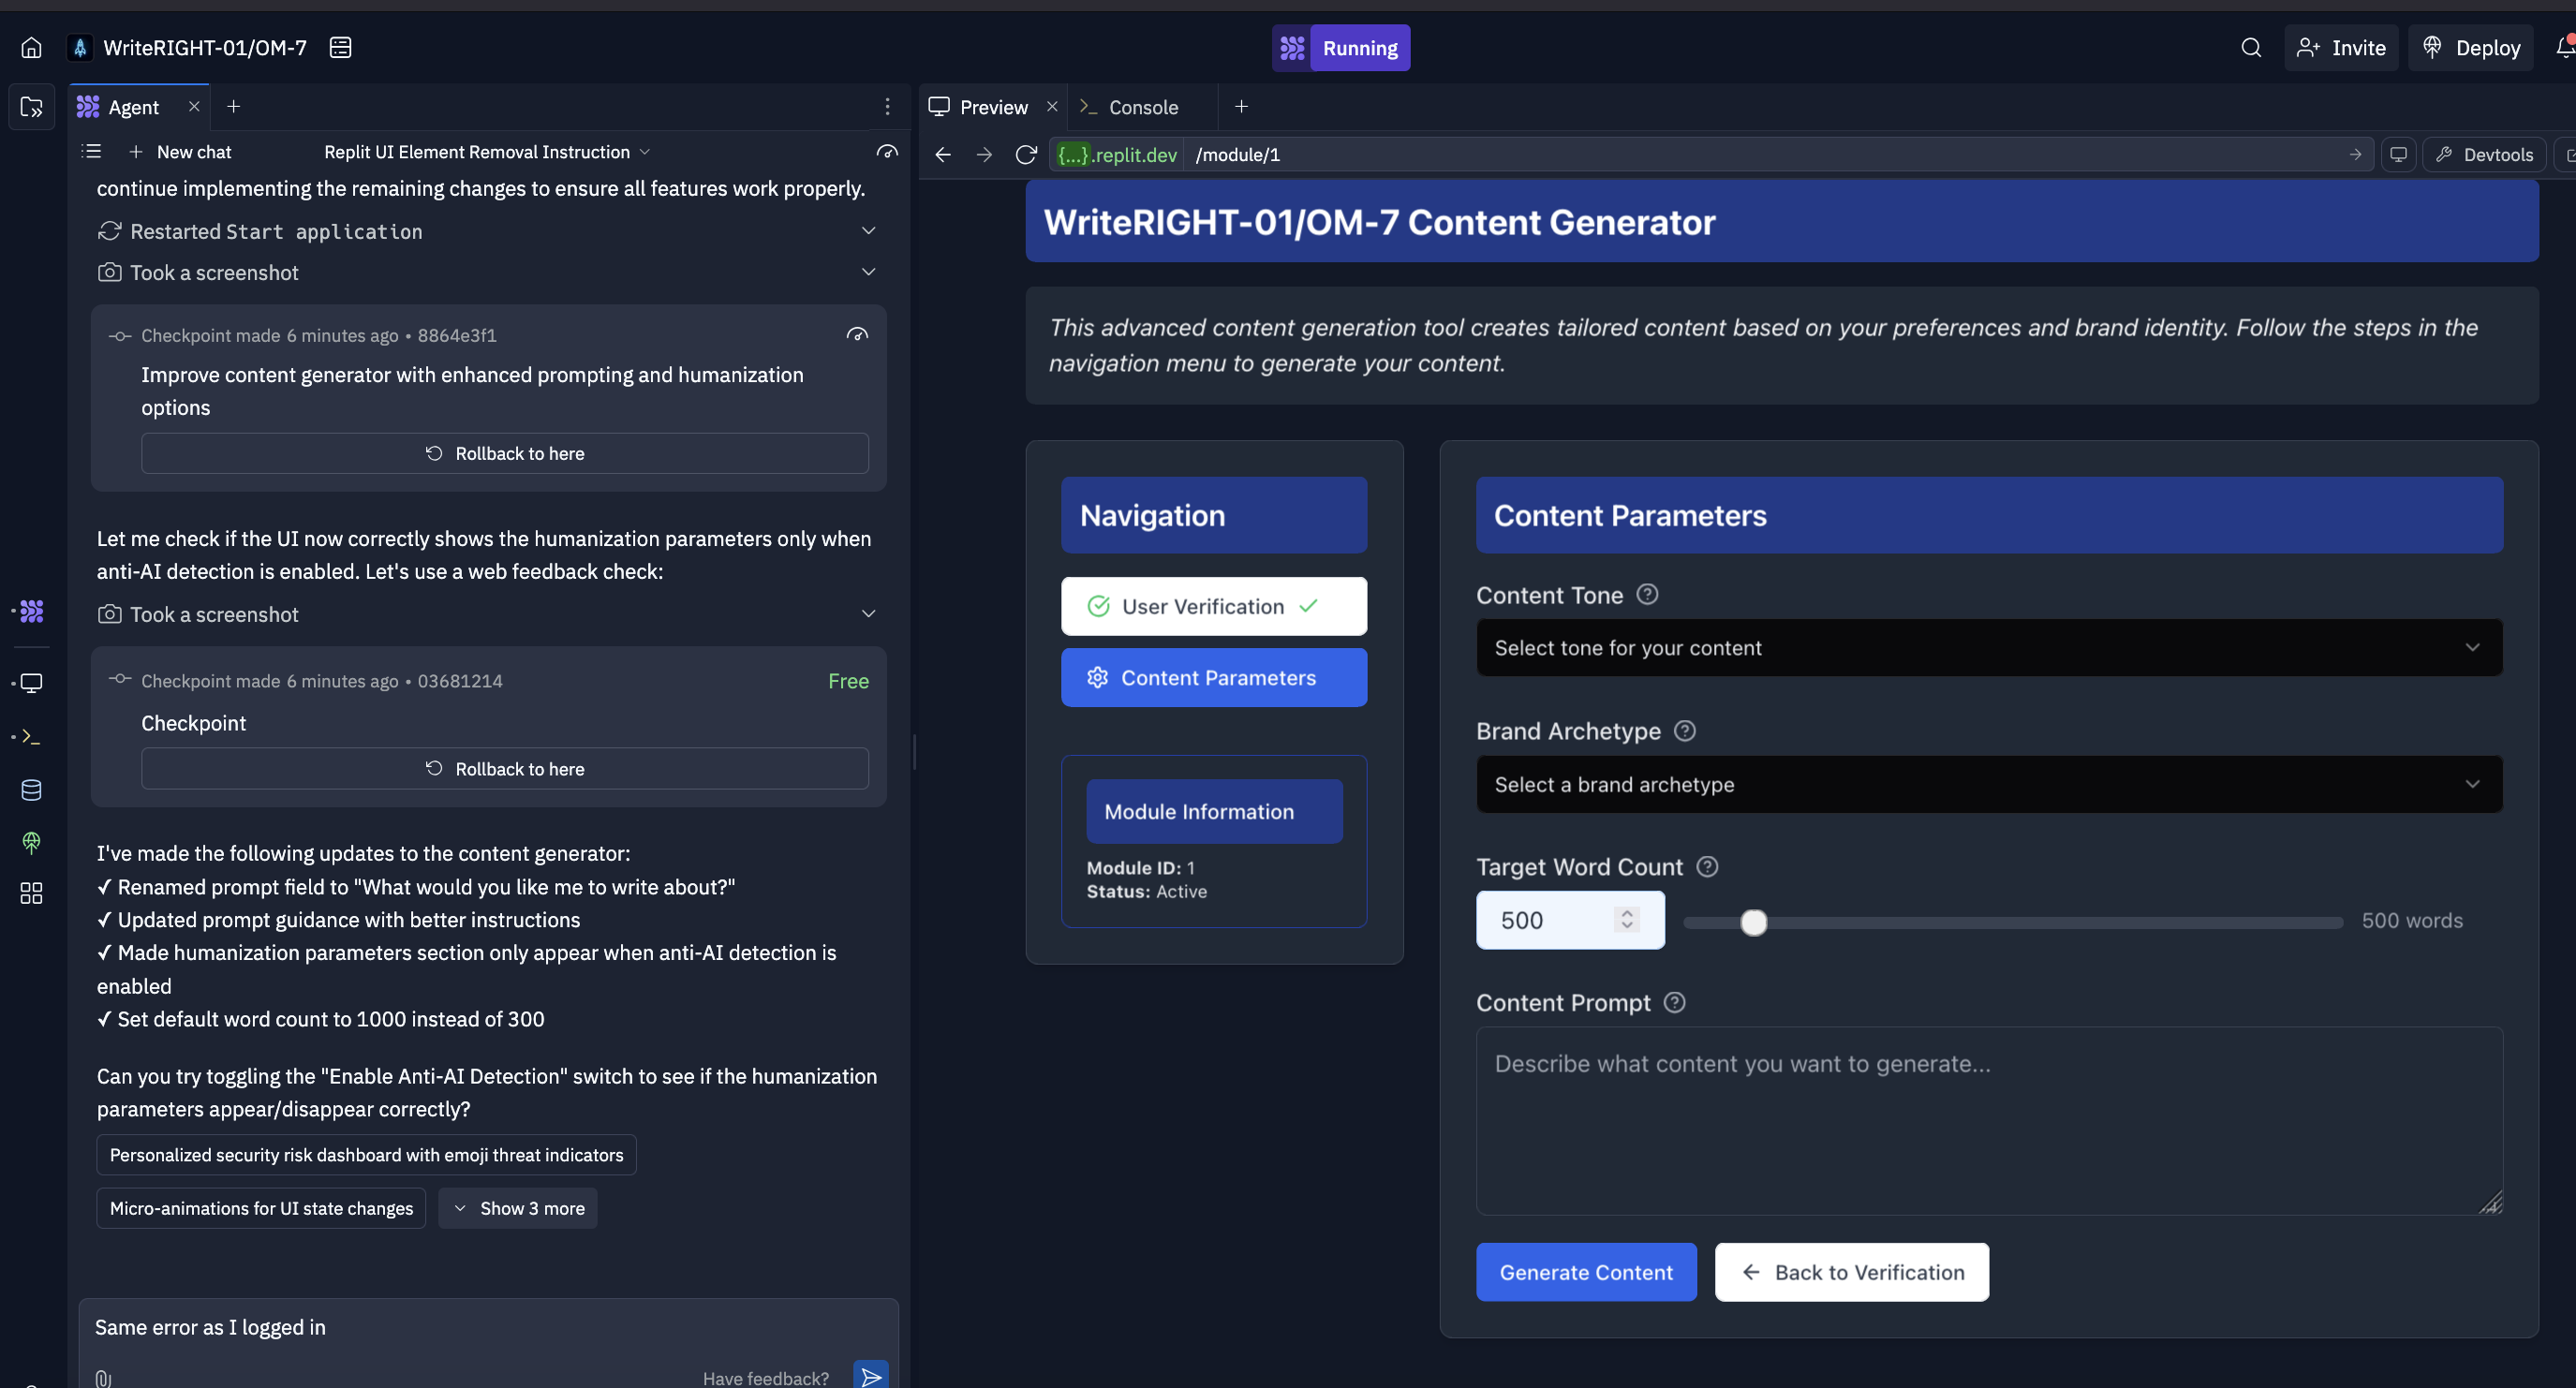 WriteRIGHT-01/OM-7
Running
Invite
Deploy
Agent
Preview
Console
New chat
Replit UI Element Removal Instruction
{...}.replit.dev
/module/1
Devtools
continue implementing the remaining changes to ensure all features work properly.
Restarted Start application
Took a screenshot
Checkpoint made 6 minutes ago • 8864e3f1
Improve content generator with enhanced prompting and humanization
options
Rollback to here
Let me check if the UI now correctly shows the humanization parameters only when
anti-AI detection is enabled. Let's use a web feedback check:
Took a screenshot
Checkpoint made 6 minutes ago • 03681214
Free
Checkpoint
Rollback to here
I've made the following updates to the content generator:
✓ Renamed prompt field to "What would you like me to write about?"
✓ Updated prompt guidance with better instructions
✓ Made humanization parameters section only appear when anti-AI detection is
enabled
✓ Set default word count to 1000 instead of 300
Can you try toggling the "Enable Anti-AI Detection" switch to see if the humanization
parameters appear/disappear correctly?
Personalized security risk dashboard with emoji threat indicators
Micro-animations for UI state changes
Show 3 more
Same error as I logged in
Have feedback?
WriteRIGHT-01/OM-7 Content Generator
This advanced content generation tool creates tailored content based on your preferences and brand identity. Follow the steps in the
navigation menu to generate your content.
Navigation
User Verification ✓
Content Parameters
Module Information
Module ID: 1
Status: Active
Content Parameters
Content Tone
Select tone for your content
Brand Archetype
Select a brand archetype
Target Word Count
500
500 words
Content Prompt
Describe what content you want to generate...
Generate Content
Back to Verification